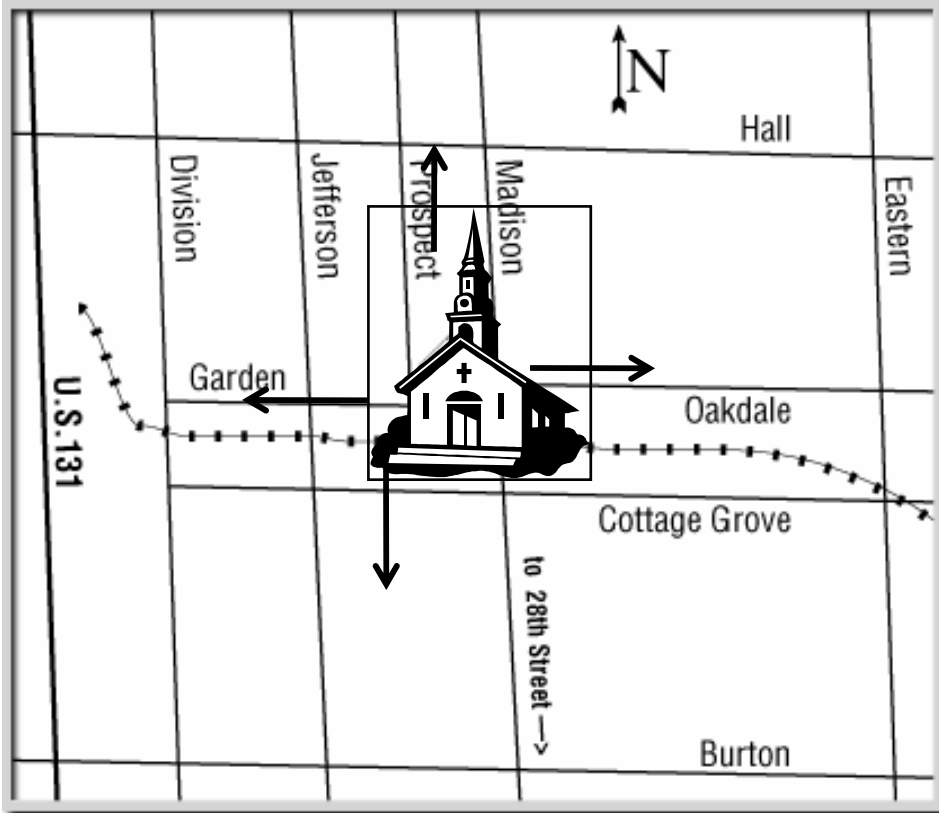 N
Hall
Division
Jefferson
Prospect
Madison
Eastern
Garden
Oakdale
U.S.131
Cottage Grove
to 28th Street
Burton